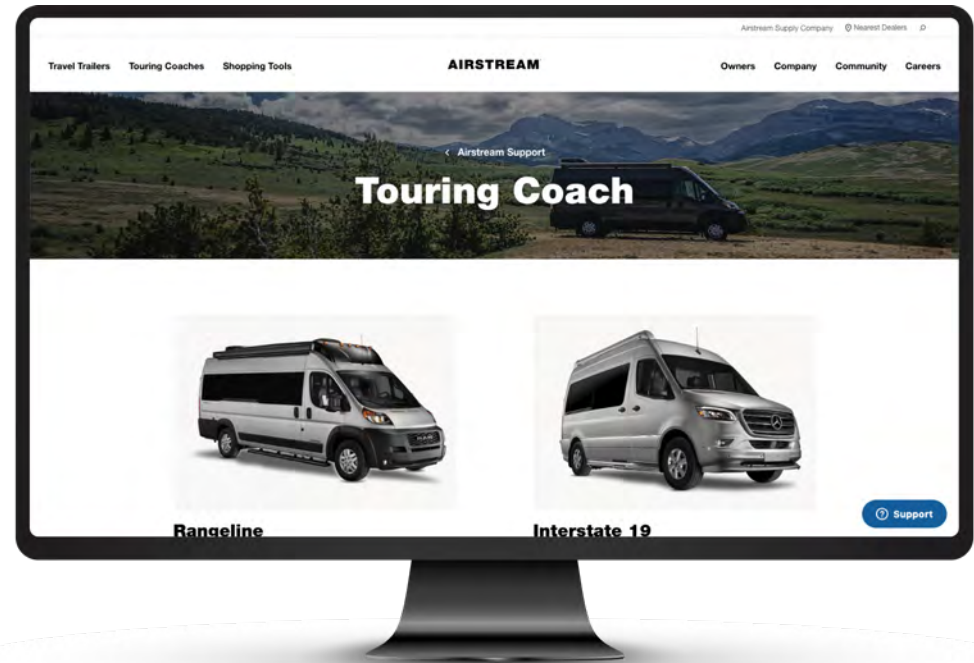 Airstream Supply Company Nearest Dealers
Travel Trailers Touring Coaches Shopping Tools AIRSTREAM Owners Company Community Careers
< Airstream Support
Touring Coach
Rangeline Interstate 19
Support